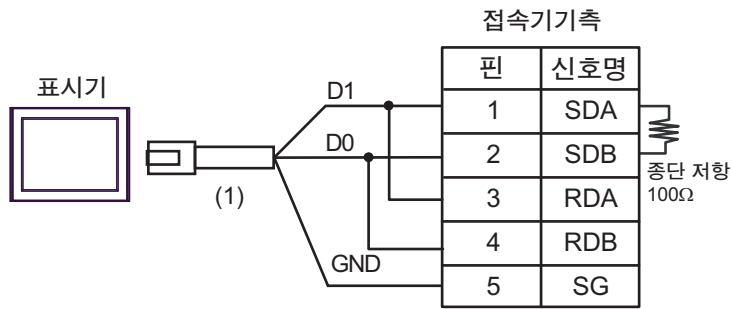 접속기기측
표시기
핀 신호명
D1
1 SDA
D0
2 SDB
종단 저항
100Ω
(1)
3 RDA
4 RDB
GND
5 SG